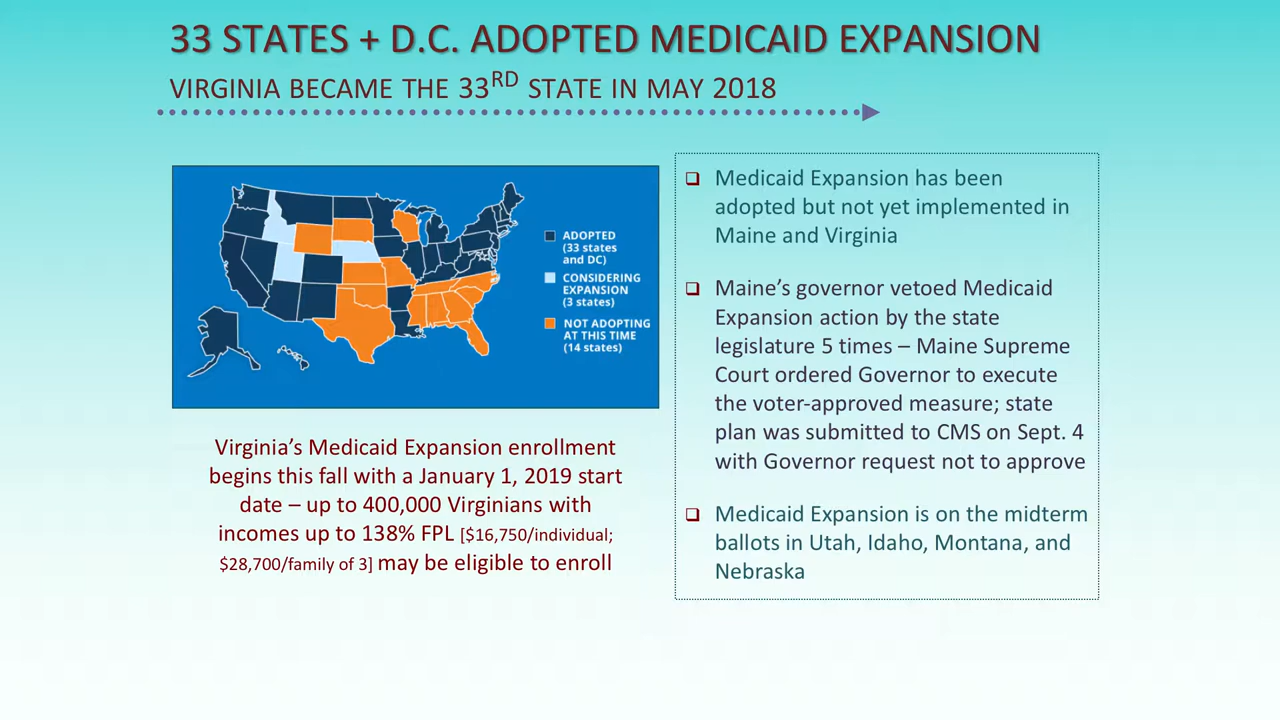 33 STATES + D.C. ADOPTED MEDICAID EXPANSION
VIRGINIA BECAME THE 33RD STATE IN MAY 2018
ADOPTED
(33 states
and DC)
CONSIDERING
EXPANSION
(3 states)
NOT ADOPTING
AT THIS TIME
(14 states)
Virginia’s Medicaid Expansion enrollment
begins this fall with a January 1, 2019 start
date – up to 400,000 Virginians with
incomes up to 138% FPL [$16,750/individual;
$28,700/family of 3] may be eligible to enroll
Medicaid Expansion has been
adopted but not yet implemented in
Maine and Virginia
Maine’s governor vetoed Medicaid
Expansion action by the state
legislature 5 times – Maine Supreme
Court ordered Governor to execute
the voter-approved measure; state
plan was submitted to CMS on Sept. 4
with Governor request not to approve
Medicaid Expansion is on the midterm
ballots in Utah, Idaho, Montana, and
Nebraska